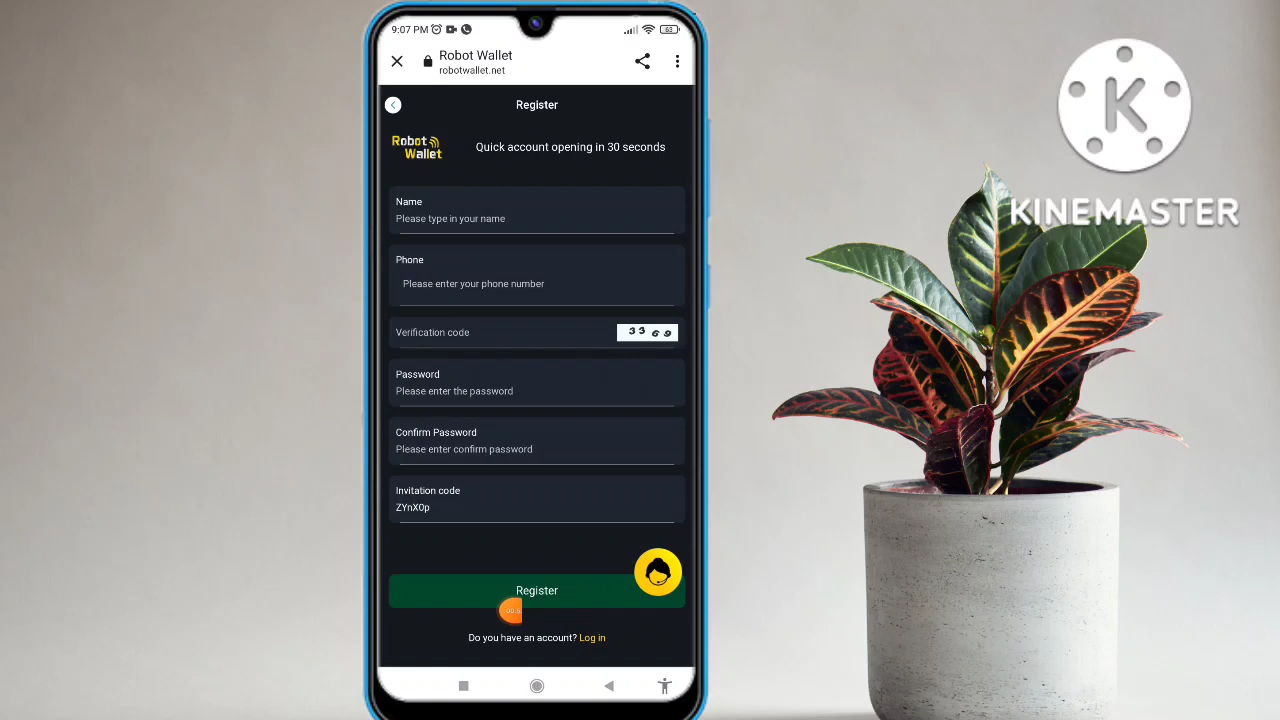 9:07 PM
63
Robot Wallet
robotwallet.net
Register
Robot
Wallet
Quick account opening in 30 seconds
Name
Please type in your name
Phone
Please enter your phone number
Verification code
3369
Password
Please enter the password
Confirm Password
Please enter confirm password
Invitation code
ZYnX0p
Register
Do you have an account? Log in
K
KINEMASTER